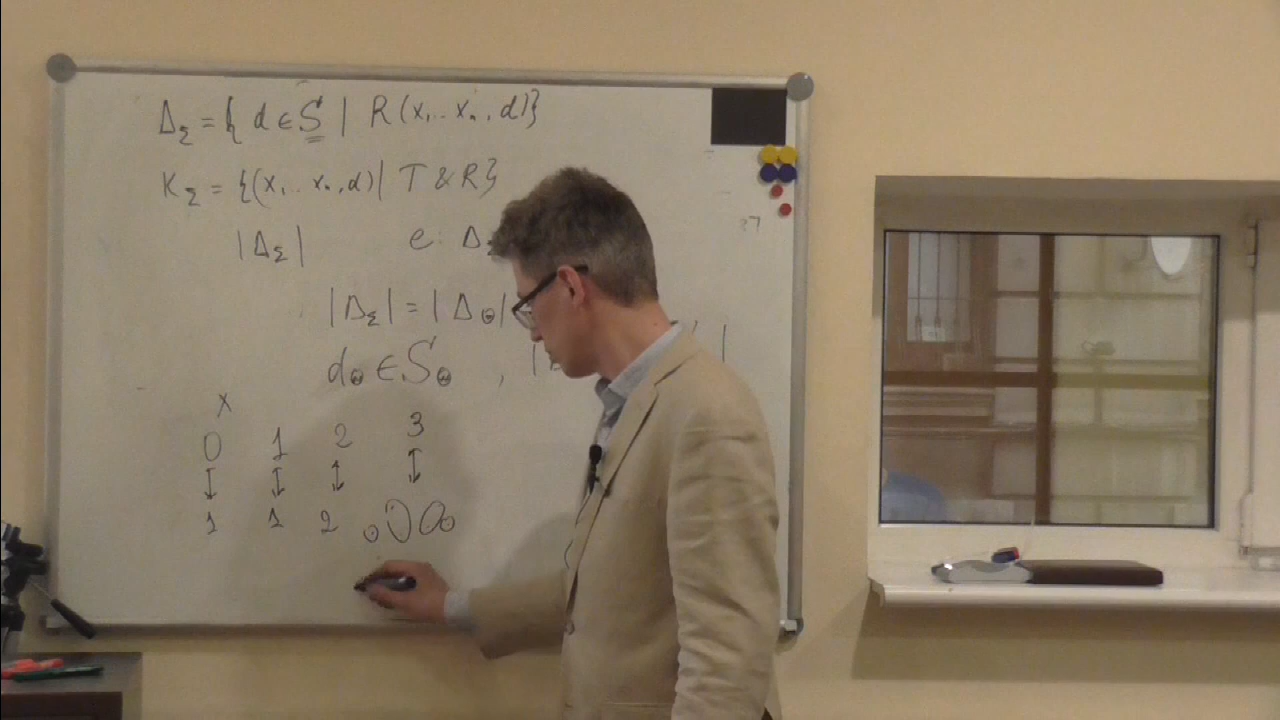 Δ_Σ = { d ∈ S | R (x₁.. xₙ, d) }
K_Σ = {(x₁.. xₙ, d) | T & R}
|Δ_Σ| e Δ
|Δ_Σ| = |Δ_Θ|
d_Θ ∈ S_Θ , |
x
0 1 2 3
↕ ↕ ↕ ↕
1 1 2